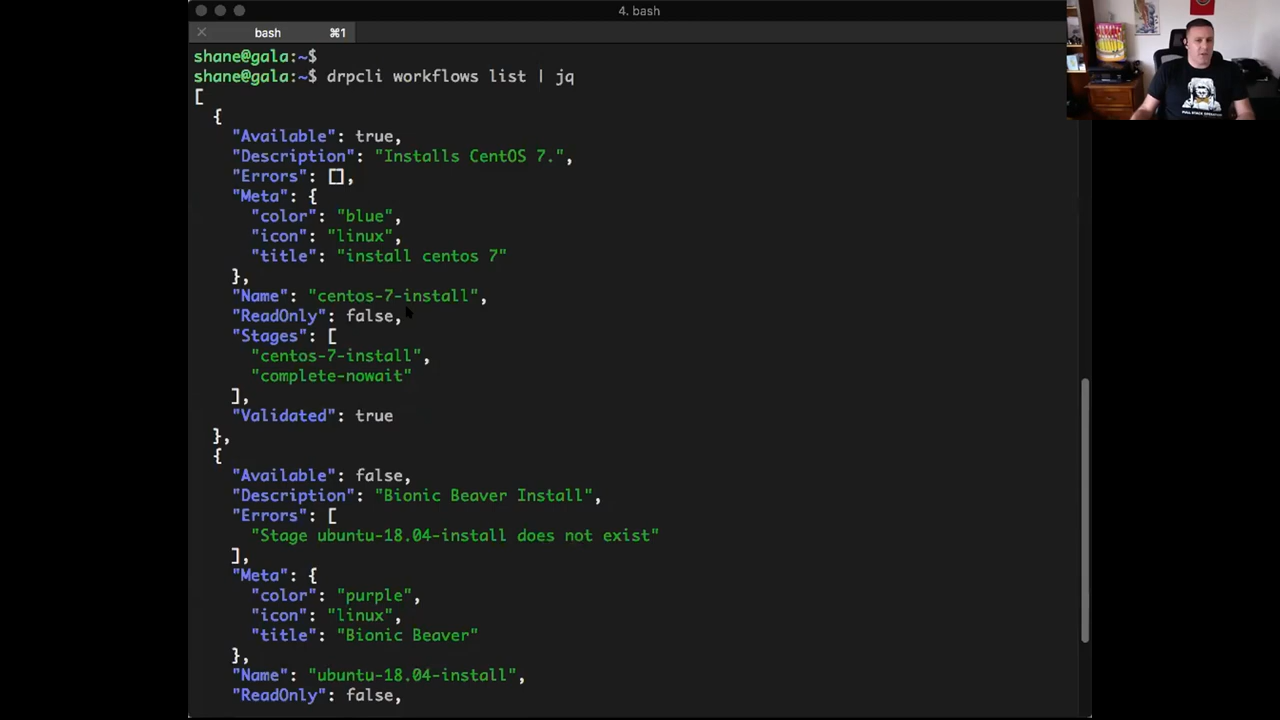 4. bash
bash ⌘1
shane@gala:~$
shane@gala:~$ drpcli workflows list | jq
[
  {
    "Available": true,
    "Description": "Installs CentOS 7.",
    "Errors": [],
    "Meta": {
      "color": "blue",
      "icon": "linux",
      "title": "install centos 7"
    },
    "Name": "centos-7-install",
    "ReadOnly": false,
    "Stages": [
      "centos-7-install",
      "complete-nowait"
    ],
    "Validated": true
  },
  {
    "Available": false,
    "Description": "Bionic Beaver Install",
    "Errors": [
      "Stage ubuntu-18.04-install does not exist"
    ],
    "Meta": {
      "color": "purple",
      "icon": "linux",
      "title": "Bionic Beaver"
    },
    "Name": "ubuntu-18.04-install",
    "ReadOnly": false,